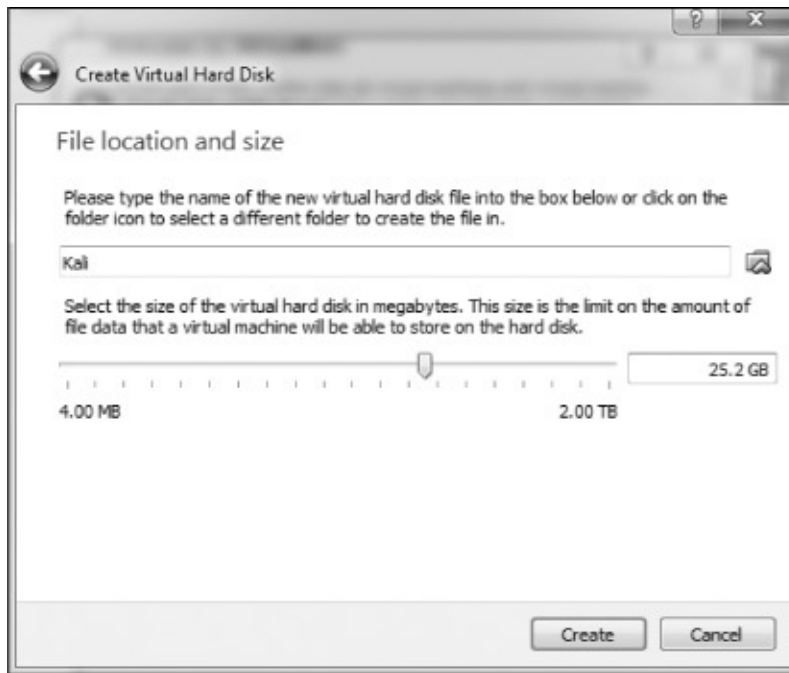 ?
Create Virtual Hard Disk
File location and size
Please type the name of the new virtual hard disk file into the box below or click on the
folder icon to select a different folder to create the file in.
Kali
Select the size of the virtual hard disk in megabytes. This size is the limit on the amount of
file data that a virtual machine will be able to store on the hard disk.
25.2 GB
4.00 MB
2.00 TB
Create
Cancel